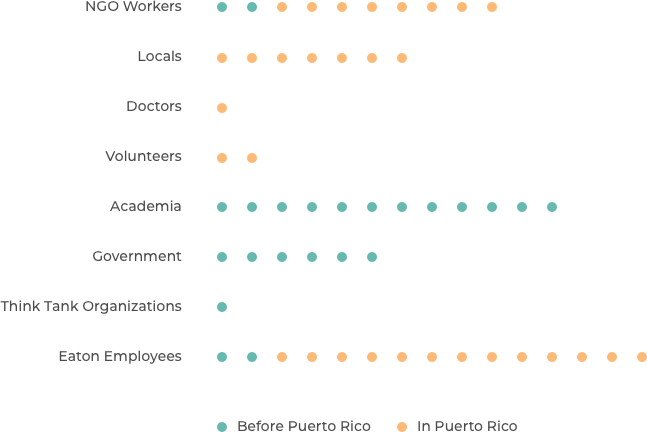 NGO Workers
Locals
Doctors
Volunteers
Academia
Government
Think Tank Organizations
Eaton Employees
Before Puerto Rico
In Puerto Rico